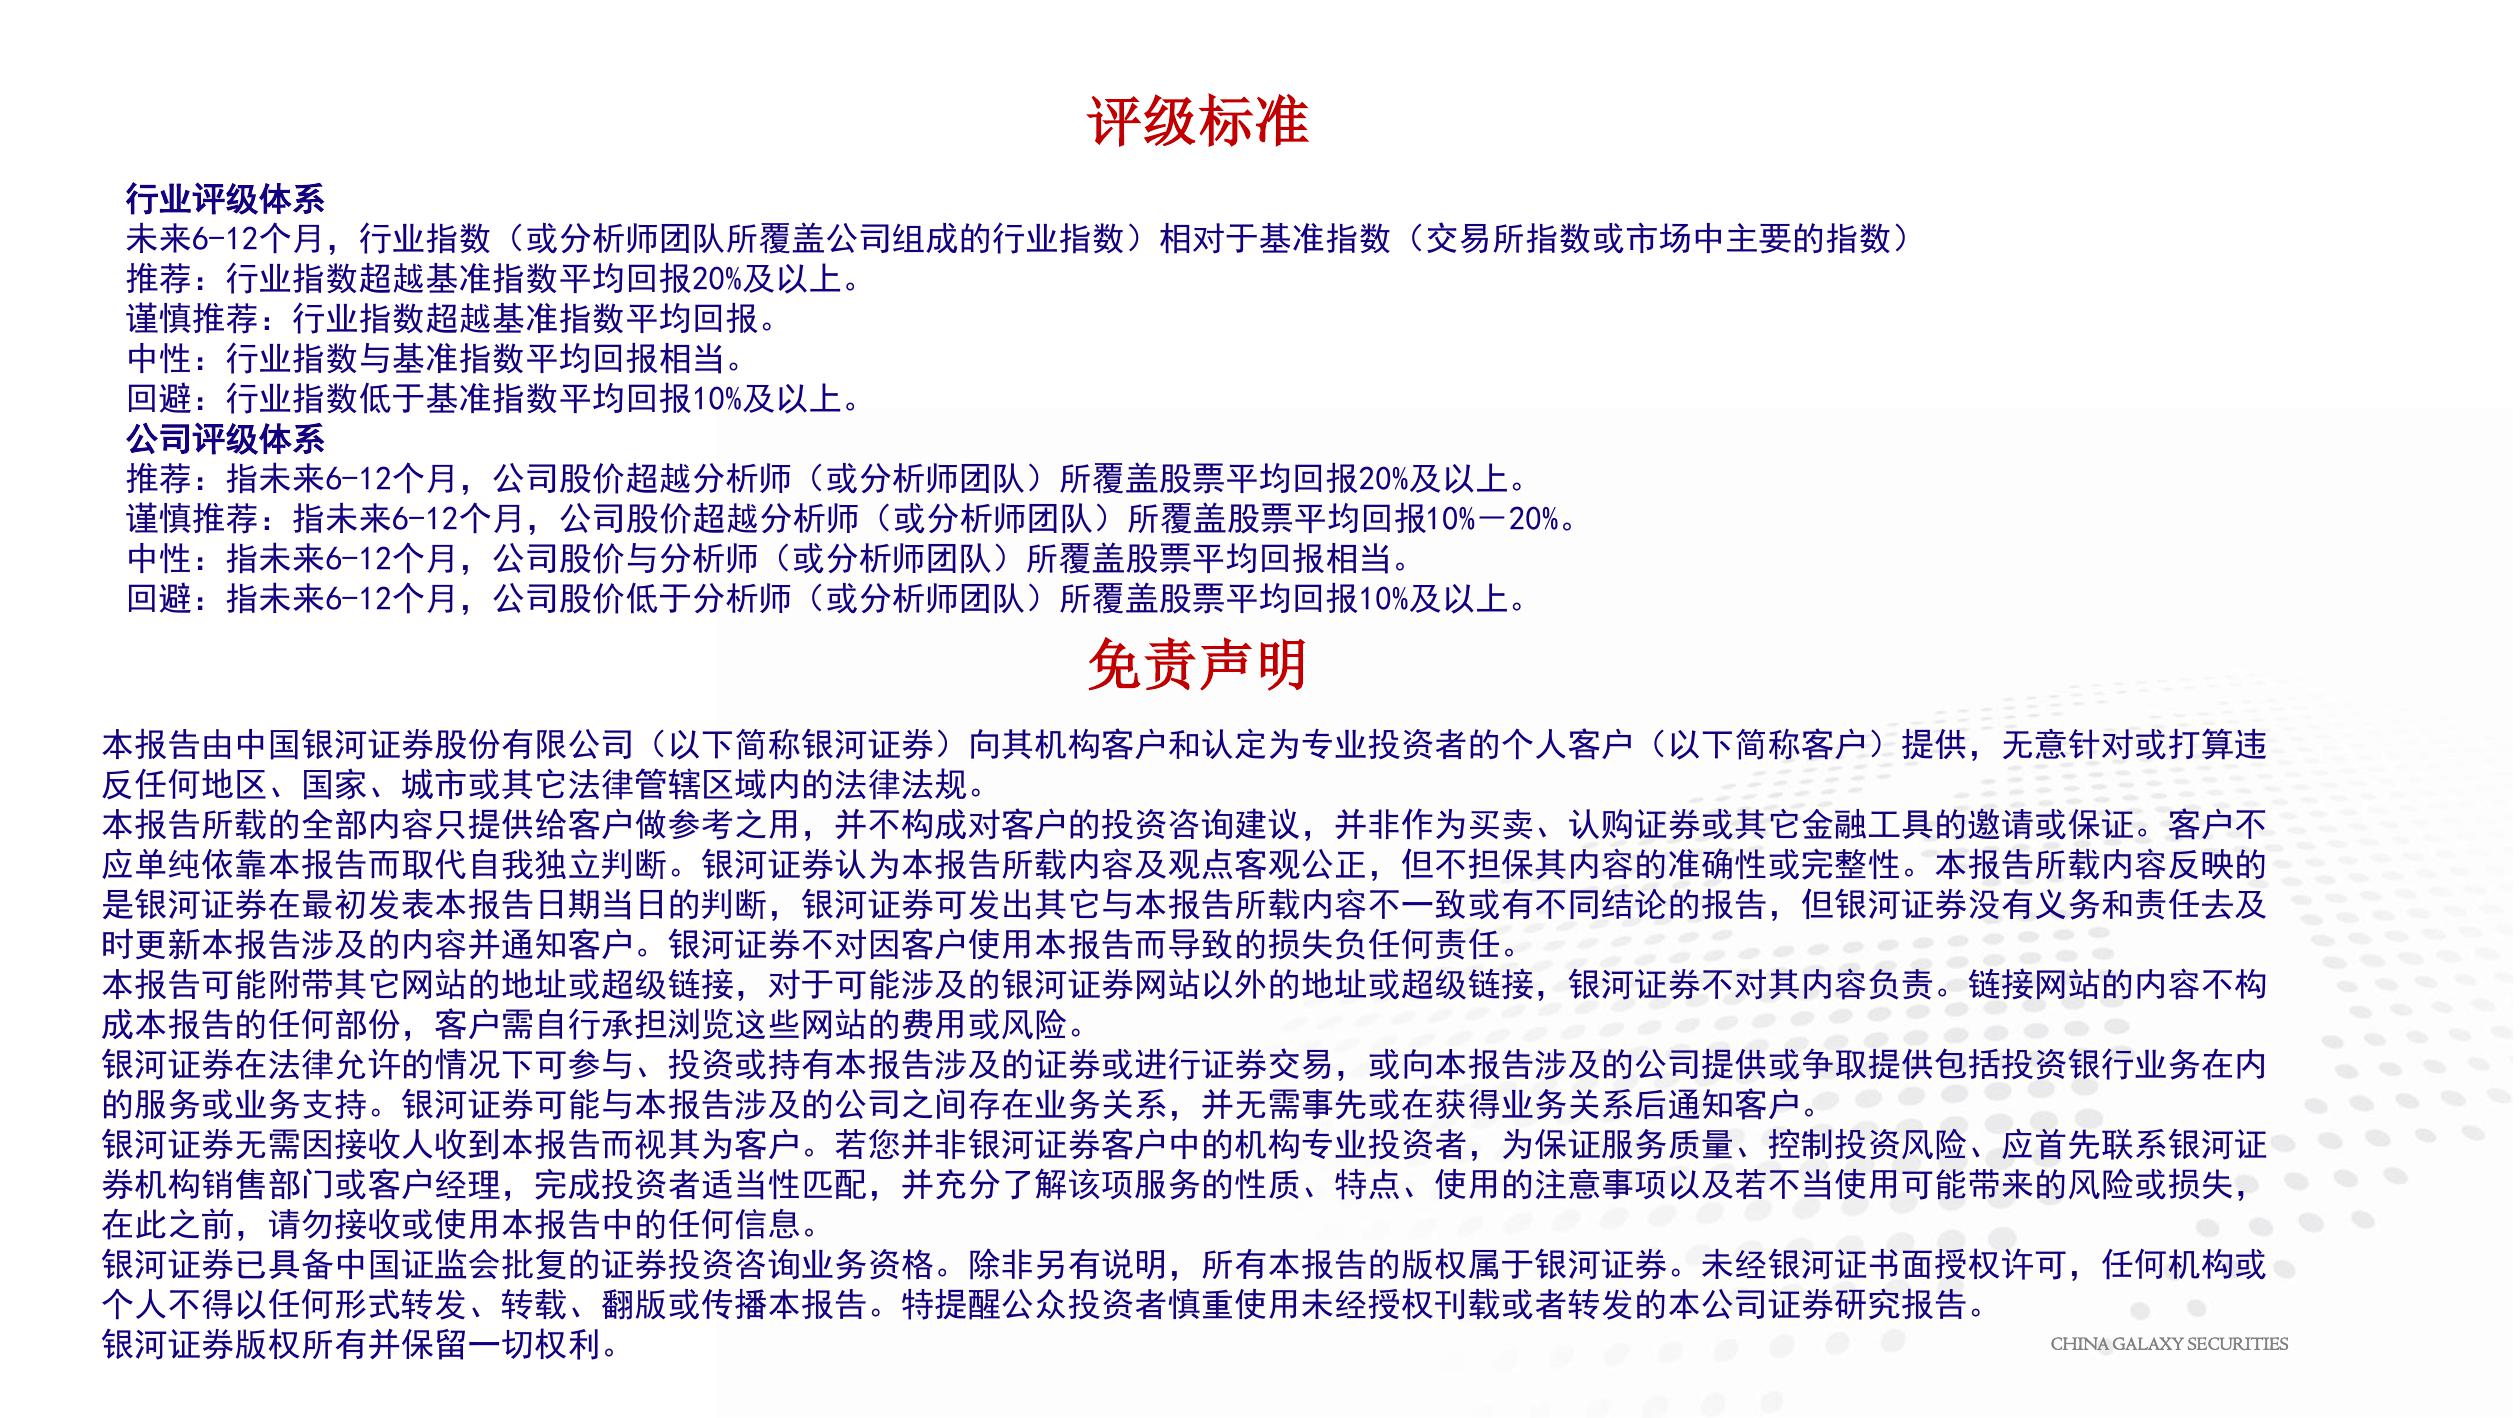 评级标准
行业评级体系
未来6-12个月，行业指数（或分析师团队所覆盖公司组成的行业指数）相对于基准指数（交易所指数或市场中主要的指数）
推荐：行业指数超越基准指数平均回报20%及以上。
谨慎推荐：行业指数超越基准指数平均回报。
中性：行业指数与基准指数平均回报相当。
回避：行业指数低于基准指数平均回报10%及以上。
公司评级体系
推荐：指未来6-12个月，公司股价超越分析师（或分析师团队）所覆盖股票平均回报20%及以上。
谨慎推荐：指未来6-12个月，公司股价超越分析师（或分析师团队）所覆盖股票平均回报10%－20%。
中性：指未来6-12个月，公司股价与分析师（或分析师团队）所覆盖股票平均回报相当。
回避：指未来6-12个月，公司股价低于分析师（或分析师团队）所覆盖股票平均回报10%及以上。
免责声明
本报告由中国银河证券股份有限公司（以下简称银河证券）向其机构客户和认定为专业投资者的个人客户（以下简称客户）提供，无意针对或打算违
反任何地区、国家、城市或其它法律管辖区域内的法律法规。
本报告所载的全部内容只提供给客户做参考之用，并不构成对客户的投资咨询建议，并非作为买卖、认购证券或其它金融工具的邀请或保证。客户不
应单纯依靠本报告而取代自我独立判断。银河证券认为本报告所载内容及观点客观公正，但不担保其内容的准确性或完整性。本报告所载内容反映的
是银河证券在最初发表本报告日期当日的判断，银河证券可发出其它与本报告所载内容不一致或有不同结论的报告，但银河证券没有义务和责任去及
时更新本报告涉及的内容并通知客户。银河证券不对因客户使用本报告而导致的损失负任何责任。
本报告可能附带其它网站的地址或超级链接，对于可能涉及的银河证券网站以外的地址或超级链接，银河证券不对其内容负责。链接网站的内容不构
成本报告的任何部份，客户需自行承担浏览这些网站的费用或风险。
银河证券在法律允许的情况下可参与、投资或持有本报告涉及的证券或进行证券交易，或向本报告涉及的公司提供或争取提供包括投资银行业务在内
的服务或业务支持。银河证券可能与本报告涉及的公司之间存在业务关系，并无需事先或在获得业务关系后通知客户。
银河证券无需因接收人收到本报告而视其为客户。若您并非银河证券客户中的机构专业投资者，为保证服务质量、控制投资风险、应首先联系银河证
券机构销售部门或客户经理，完成投资者适当性匹配，并充分了解该项服务的性质、特点、使用的注意事项以及若不当使用可能带来的风险或损失，
在此之前，请勿接收或使用本报告中的任何信息。
银河证券已具备中国证监会批复的证券投资咨询业务资格。除非另有说明，所有本报告的版权属于银河证券。未经银河证书面授权许可，任何机构或
个人不得以任何形式转发、转载、翻版或传播本报告。特提醒公众投资者慎重使用未经授权刊载或者转发的本公司证券研究报告。
银河证券版权所有并保留一切权利。
CHINA GALAXY SECURITIES